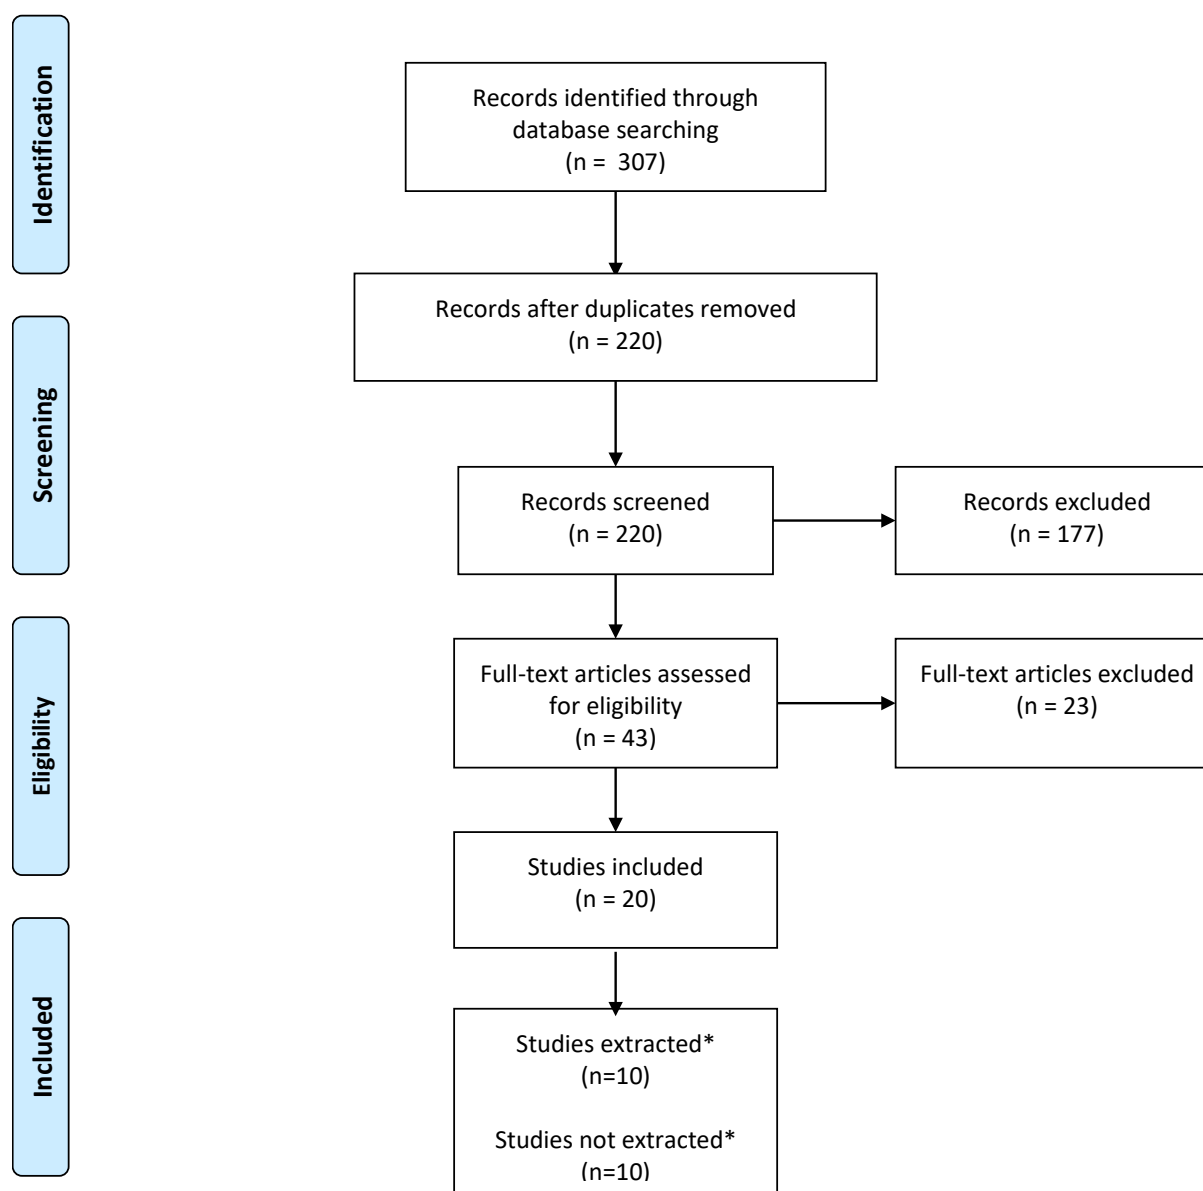 Identification
Records identified through
database searching
(n =  307)
Records after duplicates removed
(n = 220)
Screening
Records screened
(n = 220)
Records excluded
(n = 177)
Eligibility
Full-text articles assessed
for eligibility
(n = 43)
Full-text articles excluded
(n = 23)
Studies included
(n = 20)
Included
Studies extracted*
(n=10)
Studies not extracted*
(n=10)